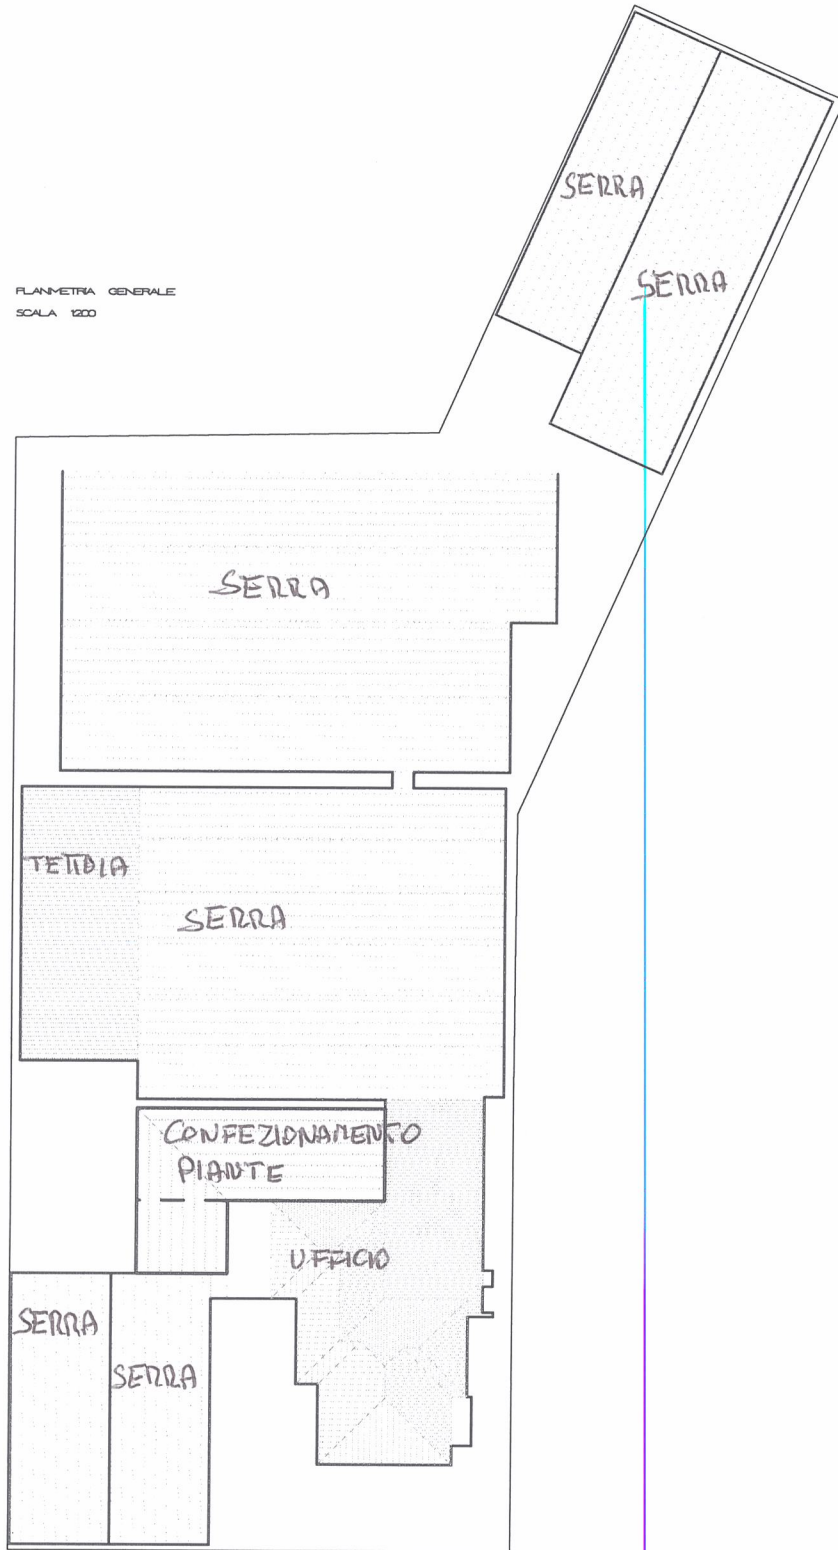 SERRA
SERRA
PLANIMETRIA GENERALE
SCALA 1:200
SERRA
TETTOIA
SERRA
CONFEZIONAMENTO
PIANTE
UFFICIO
SERRA
SERRA